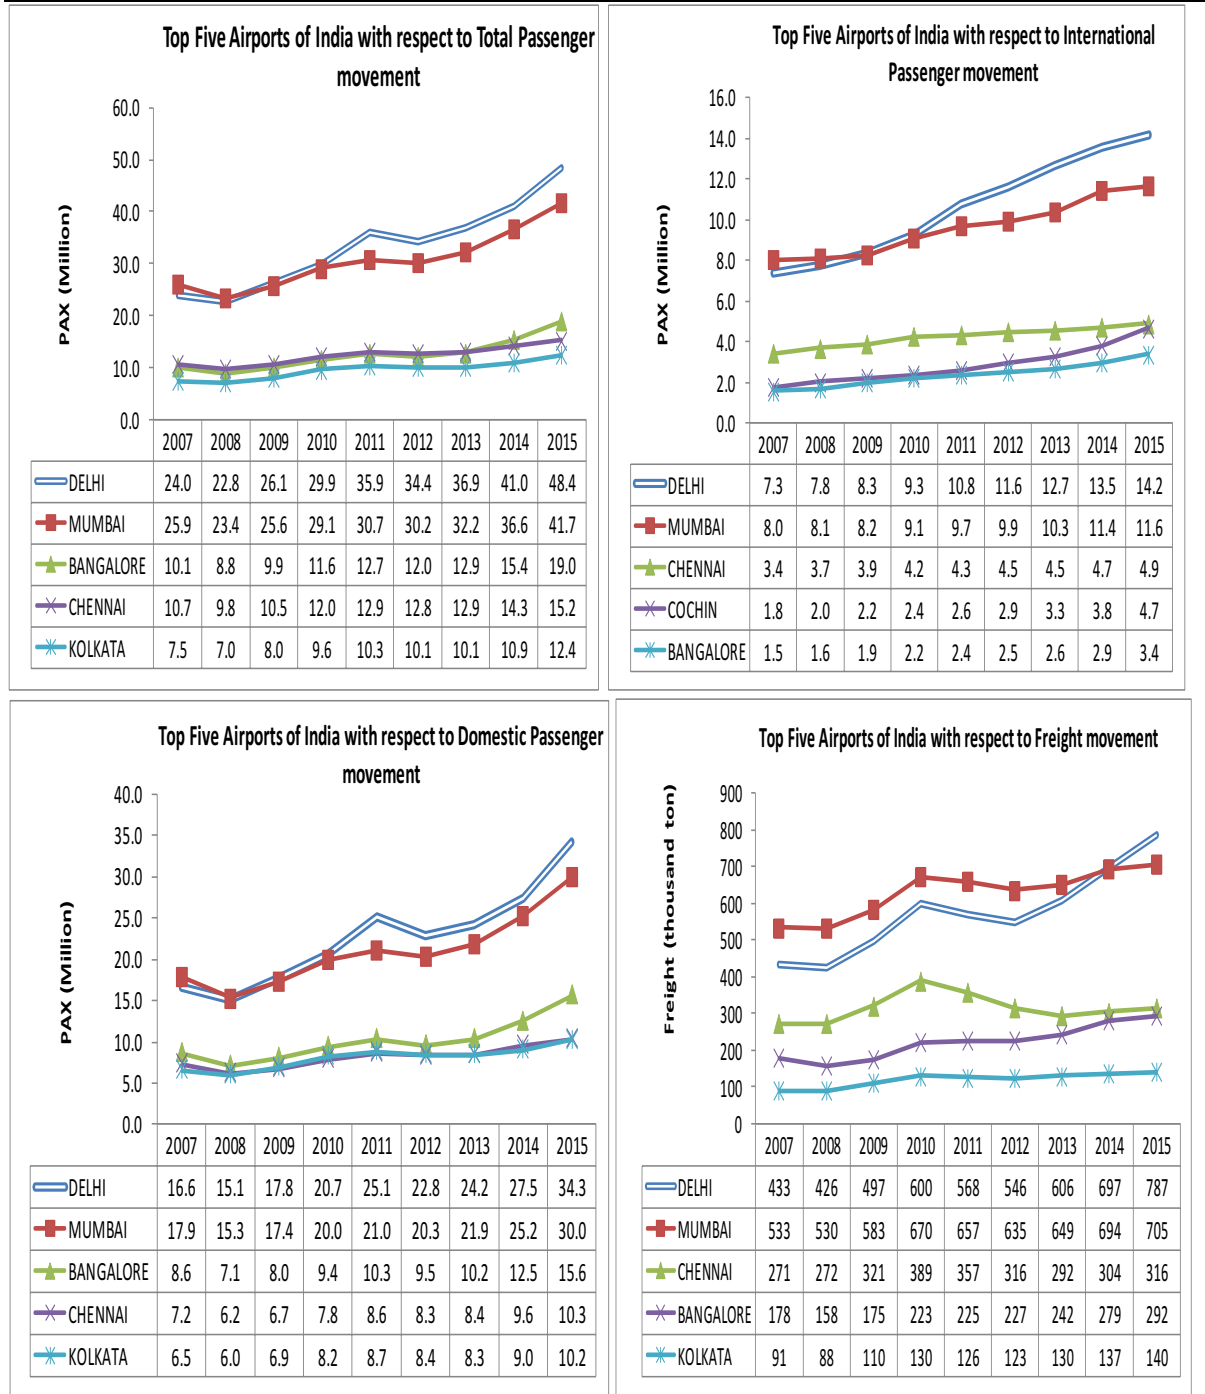 Top Five Airports of India with respect to Total Passenger
movement
60.0
50.0
40.0
30.0
20.0
10.0
0.0
PAX (Million)
2007 2008 2009 2010 2011 2012 2013 2014 2015
DELHI 24.0 22.8 26.1 29.9 35.9 34.4 36.9 41.0 48.4
MUMBAI 25.9 23.4 25.6 29.1 30.7 30.2 32.2 36.6 41.7
BANGALORE 10.1 8.8 9.9 11.6 12.7 12.0 12.9 15.4 19.0
CHENNAI 10.7 9.8 10.5 12.0 12.9 12.8 12.9 14.3 15.2
KOLKATA 7.5 7.0 8.0 9.6 10.3 10.1 10.1 10.9 12.4
Top Five Airports of India with respect to International
Passenger movement
16.0
14.0
12.0
10.0
8.0
6.0
4.0
2.0
0.0
PAX (Million)
2007 2008 2009 2010 2011 2012 2013 2014 2015
DELHI 7.3 7.8 8.3 9.3 10.8 11.6 12.7 13.5 14.2
MUMBAI 8.0 8.1 8.2 9.1 9.7 9.9 10.3 11.4 11.6
CHENNAI 3.4 3.7 3.9 4.2 4.3 4.5 4.5 4.7 4.9
COCHIN 1.8 2.0 2.2 2.4 2.6 2.9 3.3 3.8 4.7
BANGALORE 1.5 1.6 1.9 2.2 2.4 2.5 2.6 2.9 3.4
Top Five Airports of India with respect to Domestic Passenger
movement
40.0
35.0
30.0
25.0
20.0
15.0
10.0
5.0
0.0
PAX (Million)
2007 2008 2009 2010 2011 2012 2013 2014 2015
DELHI 16.6 15.1 17.8 20.7 25.1 22.8 24.2 27.5 34.3
MUMBAI 17.9 15.3 17.4 20.0 21.0 20.3 21.9 25.2 30.0
BANGALORE 8.6 7.1 8.0 9.4 10.3 9.5 10.2 12.5 15.6
CHENNAI 7.2 6.2 6.7 7.8 8.6 8.3 8.4 9.6 10.3
KOLKATA 6.5 6.0 6.9 8.2 8.7 8.4 8.3 9.0 10.2
Top Five Airports of India with respect to Freight movement
900
800
700
600
500
400
300
200
100
0
Freight (thousand ton)
2007 2008 2009 2010 2011 2012 2013 2014 2015
DELHI 433 426 497 600 568 546 606 697 787
MUMBAI 533 530 583 670 657 635 649 694 705
CHENNAI 271 272 321 389 357 316 292 304 316
BANGALORE 178 158 175 223 225 227 242 279 292
KOLKATA 91 88 110 130 126 123 130 137 140